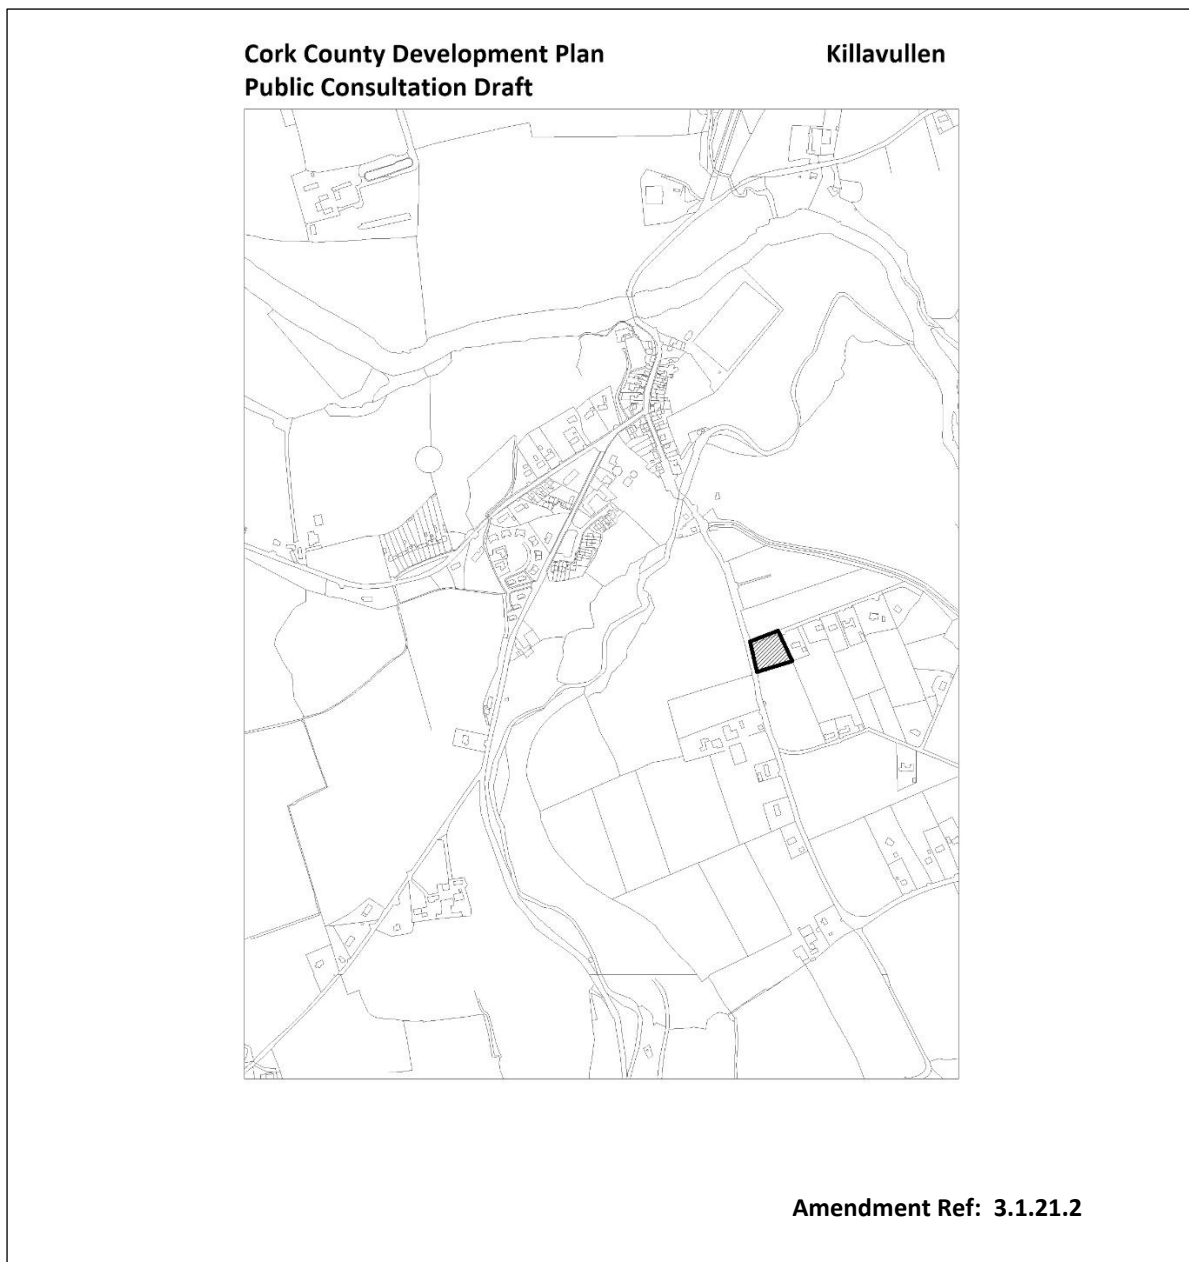 Cork County Development Plan
Killavullen
Public Consultation Draft
Amendment Ref: 3.1.21.2